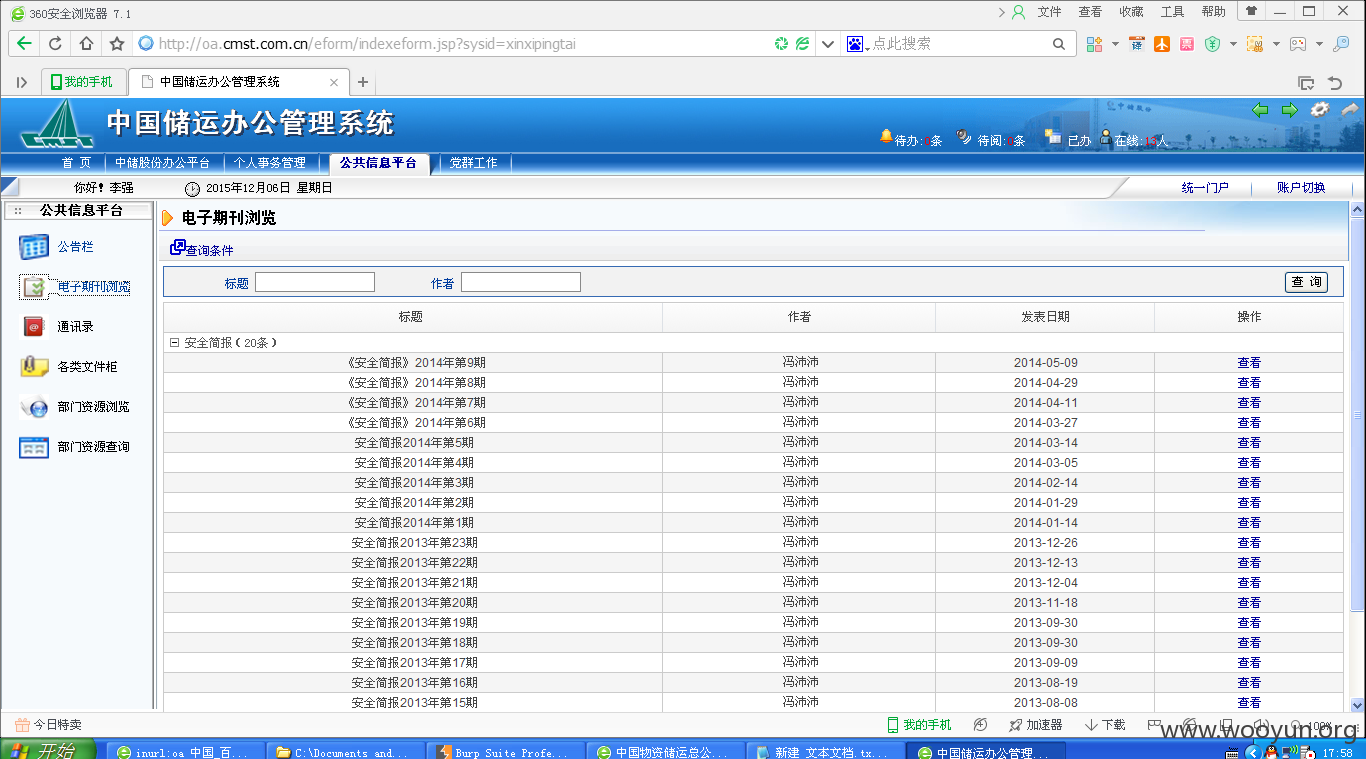 360安全浏览器 7.1 文件 查看 收藏 工具 帮助
http://oa.cmst.com.cn/eform/indexeform.jsp?sysid=xinxipingtai 点此搜索
我的手机 中国储运办公管理系统
中国储运办公管理系统
待办: 条 待阅: 条 已办 在线: 人
首 页 中储股份办公平台 个人事务管理 公共信息平台 党群工作
你好! 李强 2015年12月06日 星期日 统一门户 账户切换
公共信息平台
公告栏
电子期刊浏览
通讯录
各类文件柜
部门资源浏览
部门资源查询
电子期刊浏览
查询条件
标题 作者 查 询
标题 作者 发表日期 操作
安全简报（20条）
《安全简报》2014年第9期 冯沛沛 2014-05-09 查看
《安全简报》2014年第8期 冯沛沛 2014-04-29 查看
《安全简报》2014年第7期 冯沛沛 2014-04-11 查看
《安全简报》2014年第6期 冯沛沛 2014-03-27 查看
安全简报2014年第5期 冯沛沛 2014-03-14 查看
安全简报2014年第4期 冯沛沛 2014-03-05 查看
安全简报2014年第3期 冯沛沛 2014-02-14 查看
安全简报2014年第2期 冯沛沛 2014-01-29 查看
安全简报2014年第1期 冯沛沛 2014-01-14 查看
安全简报2013年第23期 冯沛沛 2013-12-26 查看
安全简报2013年第22期 冯沛沛 2013-12-13 查看
安全简报2013年第21期 冯沛沛 2013-12-04 查看
安全简报2013年第20期 冯沛沛 2013-11-18 查看
安全简报2013年第19期 冯沛沛 2013-09-30 查看
安全简报2013年第18期 冯沛沛 2013-09-30 查看
安全简报2013年第17期 冯沛沛 2013-09-09 查看
安全简报2013年第16期 冯沛沛 2013-08-19 查看
安全简报2013年第15期 冯沛沛 2013-08-08 查看
今日特卖 我的手机 加速器 下载 100%
www.wooyun.org
开始 inurl:oa 中国_百... C:\Documents and... Burp Suite Profe... 中国物资储运总公... 新建 文本文档.tx... 中国储运办公管理... 17:58